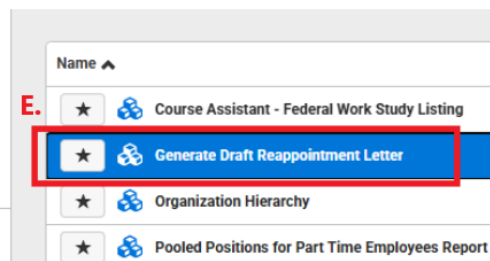 Name
E.
Course Assistant - Federal Work Study Listing
Generate Draft Reappointment Letter
Organization Hierarchy
Pooled Positions for Part Time Employees Report